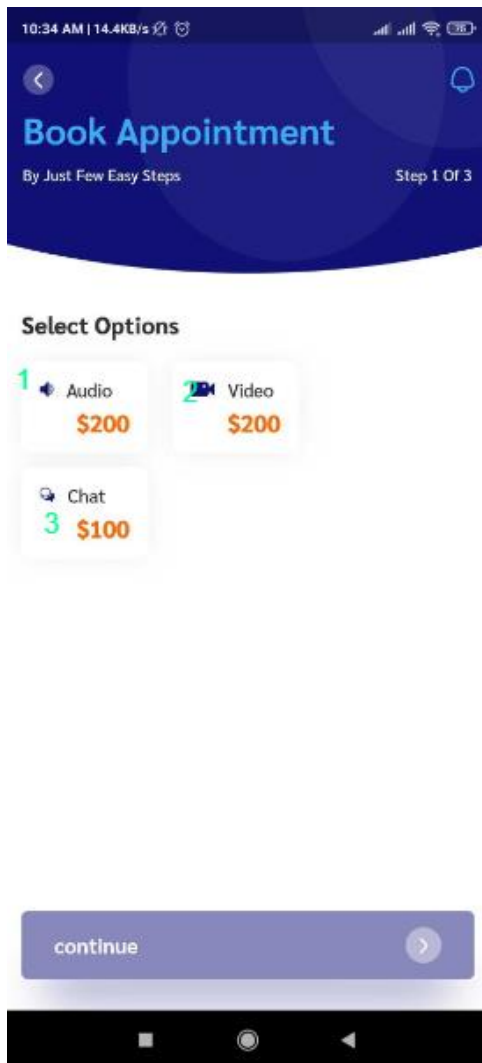 10:34 AM | 14.4KB/s
Book Appointment
By Just Few Easy Steps
Step 1 Of 3
Select Options
1
Audio
$200
2
Video
$200
Chat
3
$100
continue